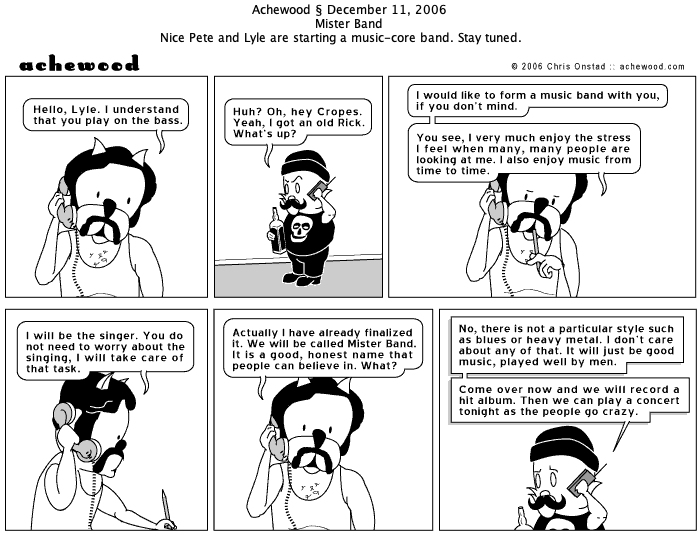 Achewood § December 11, 2006
Mister Band
Nice Pete and Lyle are starting a music-core band. Stay tuned.
achewood
© 2006 Chris Onstad :: achewood.com
Hello, Lyle. I understand
that you play on the bass.
Huh? Oh, hey Cropes.
Yeah, I got an old Rick.
What's up?
I would like to form a music band with you,
if you don't mind.
You see, I very much enjoy the stress
I feel when many, many people are
looking at me. I also enjoy music from
time to time.
I will be the singer. You do
not need to worry about the
singing, I will take care of
that task.
Actually I have already finalized
it. We will be called Mister Band.
It is a good, honest name that
people can believe in. What?
No, there is not a particular style such
as blues or heavy metal. I don't care
about any of that. It will just be good
music, played well by men.
Come over now and we will record a
hit album. Then we can play a concert
tonight as the people go crazy.